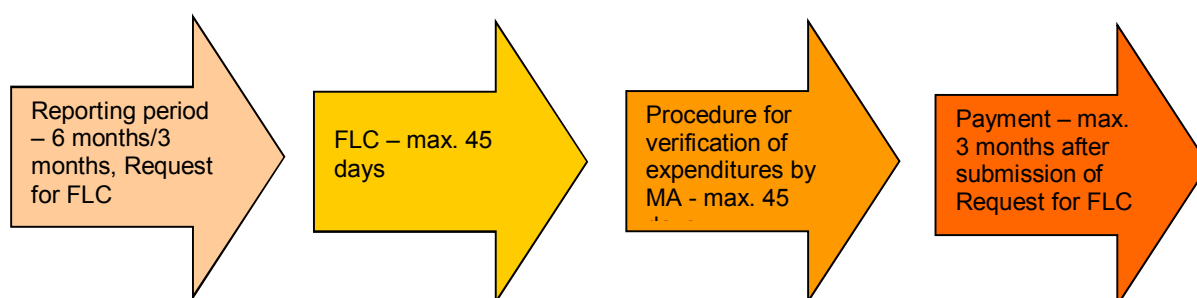 Reporting period
– 6 months/3
months, Request
for FLC
FLC – max. 45
days
Procedure for
verification of
expenditures by
MA - max. 45
Payment – max.
3 months after
submission of
Request for FLC